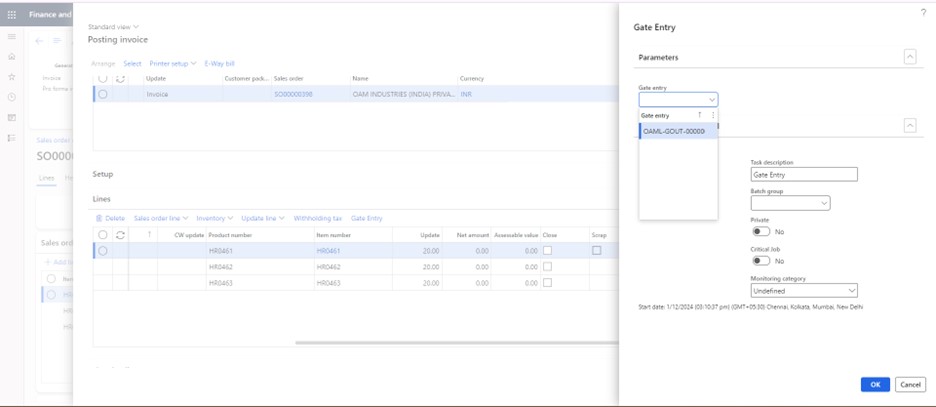 Finance and
?
Standard view
Posting invoice
Gate Entry
Arrange Select Printer setup E-Way bill
Parameters
Update Customer pack... Sales order Name Currency
Invoice SO00000398 OAM INDUSTRIES (INDIA) PRIVA... INR
Gate entry
Gate entry
OAML-GOUT-00009
Sales order
SO000
Lines
Setup
Lines
Delete Sales order line Inventory Update line Withholding tax Gate Entry
CW update Product number Item number Update Net amount Assessable value Close Scrap
HR0461 HR0461 20.00 0.00 0.00
HR0462 HR0462 20.00 0.00 0.00
HR0463 HR0463 20.00 0.00 0.00
Sales ord
Task description
Gate Entry
Batch group
Private
No
Critical Job
No
Monitoring category
Undefined
Start date: 1/12/2024 (03:10:37 pm) (GMT+05:30) Chennai, Kolkata, Mumbai, New Delhi
OK Cancel